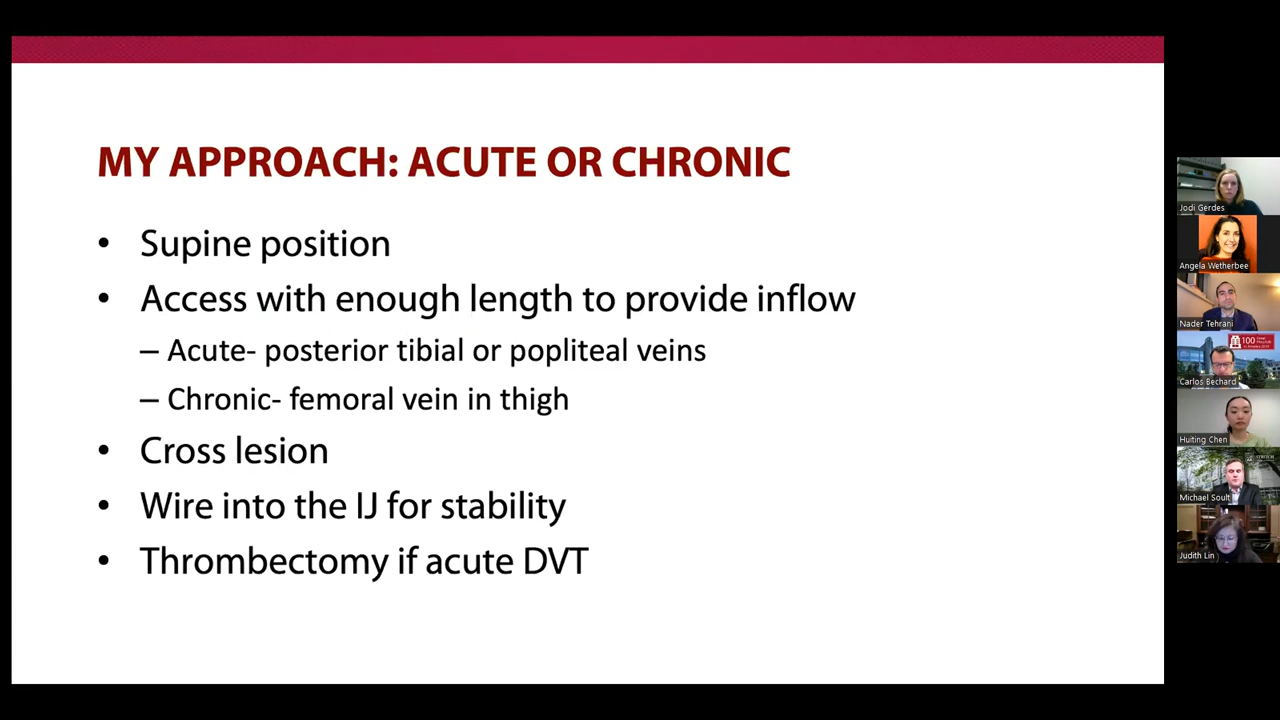 MY APPROACH: ACUTE OR CHRONIC
• Supine position
• Access with enough length to provide inflow
– Acute- posterior tibial or popliteal veins
– Chronic- femoral vein in thigh
• Cross lesion
• Wire into the IJ for stability
• Thrombectomy if acute DVT
Jodi Gerdes
Angela Wetherbee
Nader Tehrani
100
Carlos Bechard
Huiting Chen
Michael Soult
Judith Lin